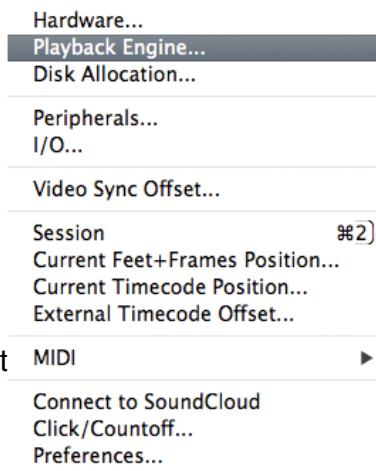 Hardware...
Playback Engine...
Disk Allocation...
Peripherals...
I/O...
Video Sync Offset...
Session ⌘2
Current Feet+Frames Position...
Current Timecode Position...
External Timecode Offset...
t MIDI ▶
Connect to SoundCloud
Click/Countoff...
Preferences...